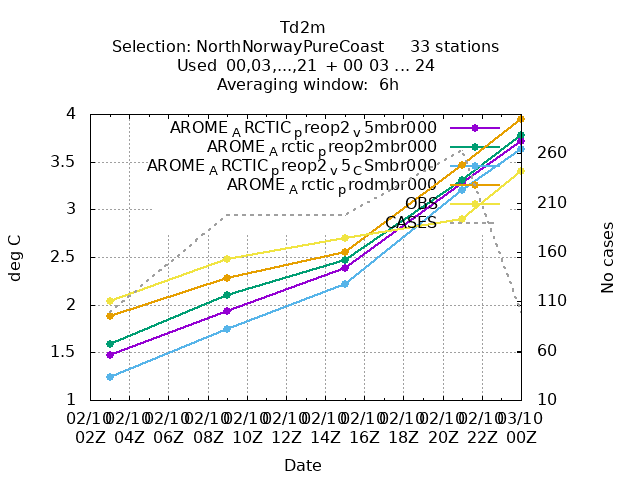 Td2m
Selection: NorthNorwayPureCoast 33 stations
Used 00,03,...,21 + 00 03 ... 24
Averaging window: 6h
AROME_ARCTIC_preop2_v5mbr000
AROME_Arctic_preop2mbr000
AROME_ARCTIC_preop2_v5_CSmbr000
AROME_Arctic_prodmbr000
OBS
CASES
4
3.5
3
2.5
2
1.5
1
deg C
260
210
160
110
60
10
No cases
02/10 02/10 02/10 02/10 02/10 02/10 02/10 02/10 02/10 02/10 02/10 03/10
02Z 04Z 06Z 08Z 10Z 12Z 14Z 16Z 18Z 20Z 22Z 00Z
Date